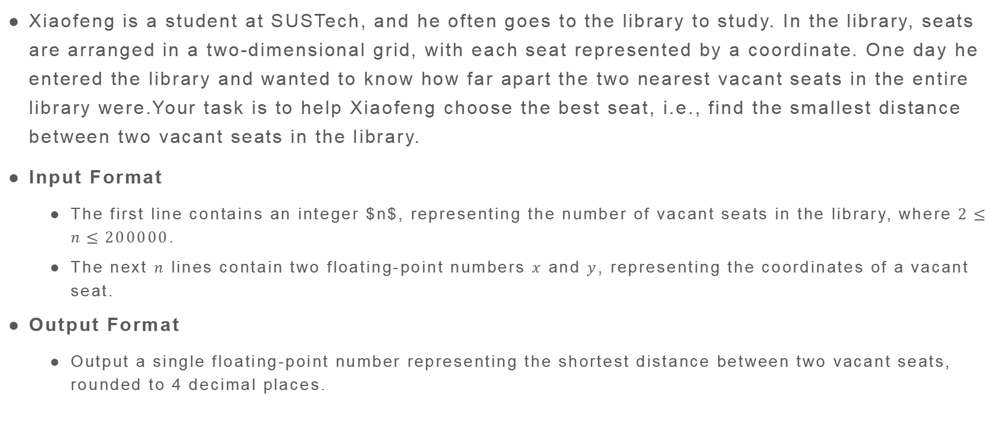 ● Xiaofeng is a student at SUSTech, and he often goes to the library to study. In the library, seats
are arranged in a two-dimensional grid, with each seat represented by a coordinate. One day he
entered the library and wanted to know how far apart the two nearest vacant seats in the entire
library were.Your task is to help Xiaofeng choose the best seat, i.e., find the smallest distance
between two vacant seats in the library.
● Input Format
● The first line contains an integer $n$, representing the number of vacant seats in the library, where 2 ≤
n ≤ 200000.
● The next n lines contain two floating-point numbers x and y, representing the coordinates of a vacant
seat.
● Output Format
● Output a single floating-point number representing the shortest distance between two vacant seats,
rounded to 4 decimal places.